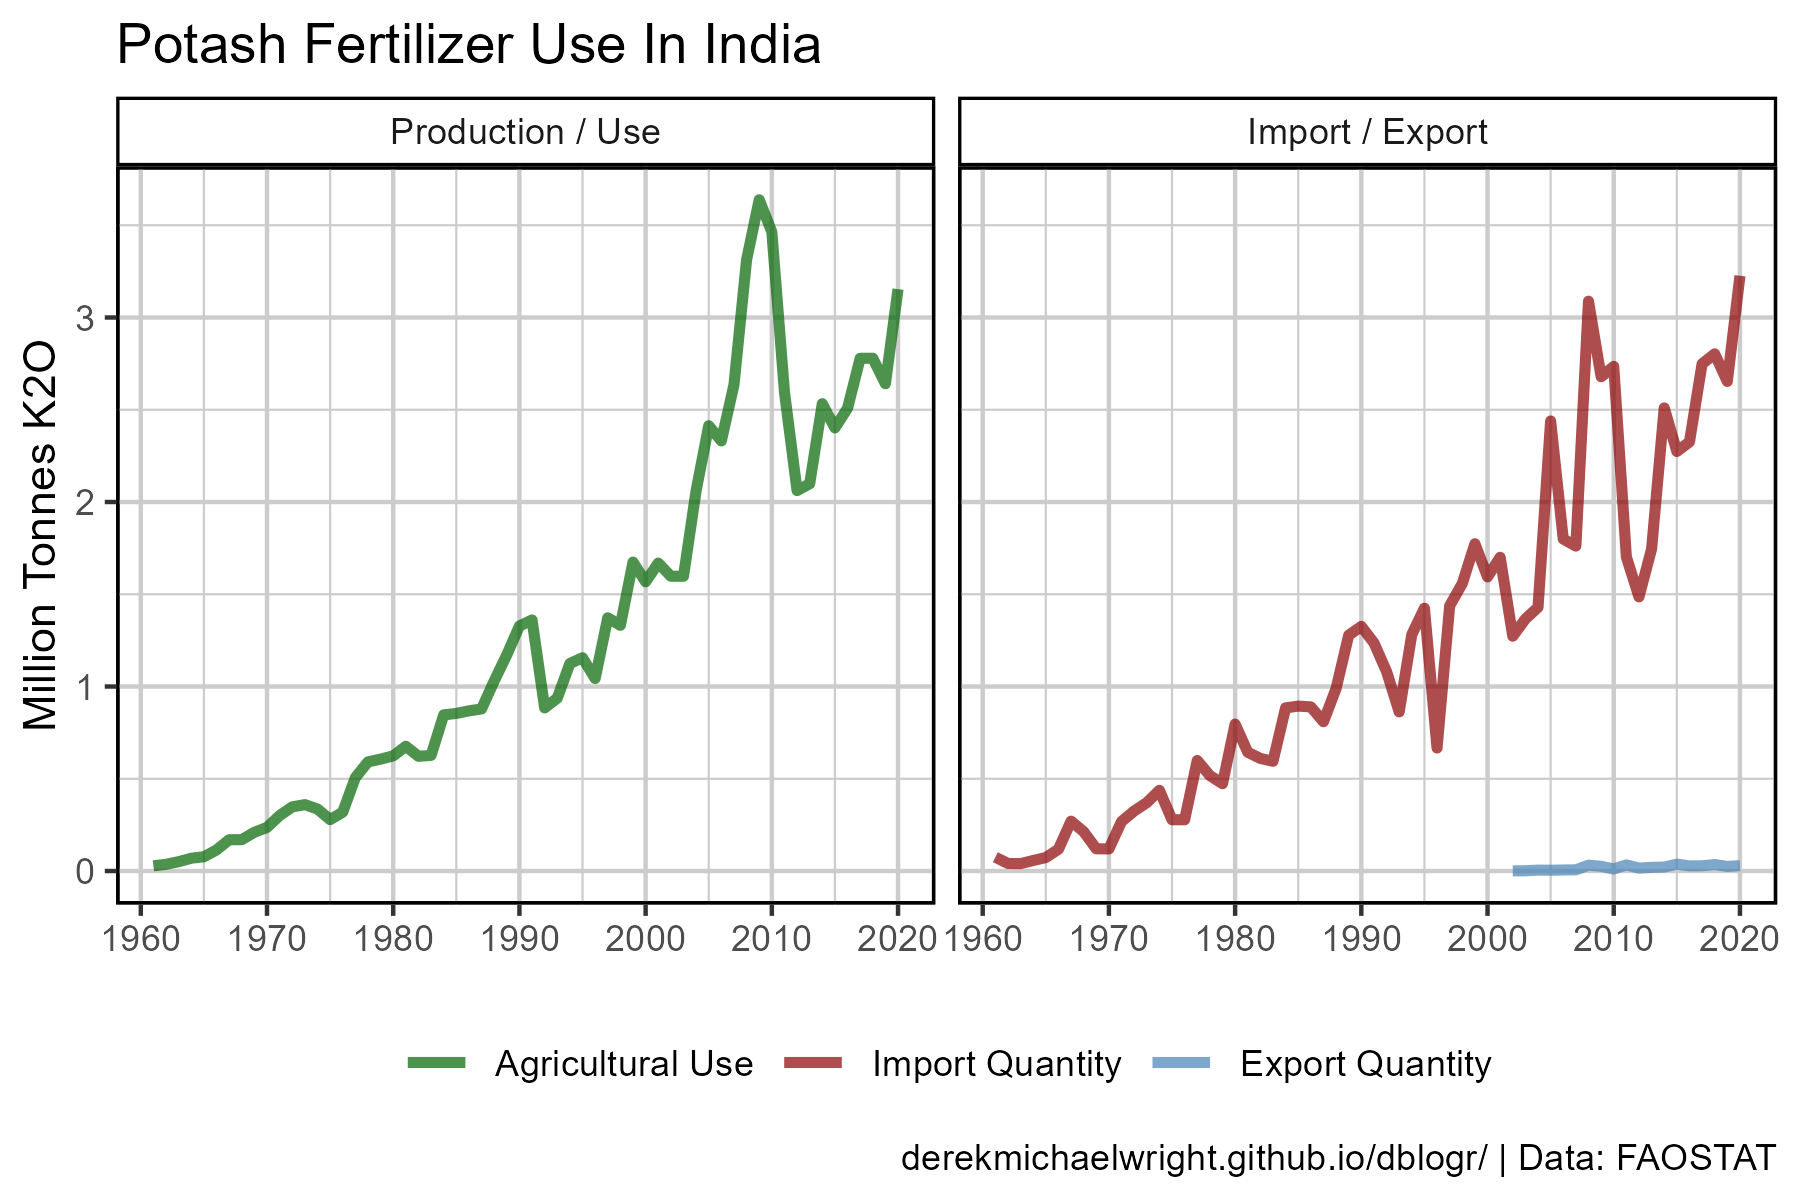 Potash Fertilizer Use In India
Production / Use
Import / Export
Million Tonnes K2O
3
2
1
0
1960 1970 1980 1990 2000 2010 2020
1960 1970 1980 1990 2000 2010 2020
Agricultural Use Import Quantity Export Quantity
derekmichaelwright.github.io/dblogr/ | Data: FAOSTAT